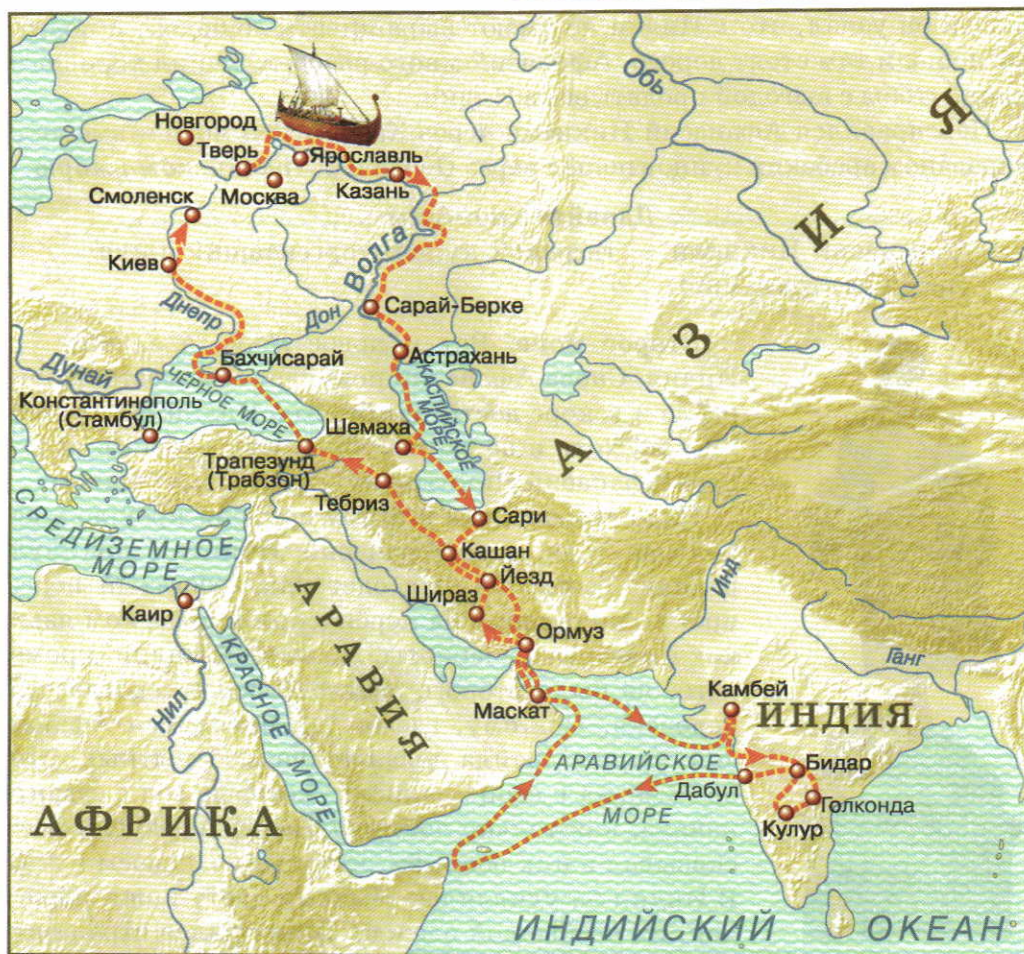 Новгород
Тверь
Ярославль
Казань
Москва
Смоленск
Киев
Обь
Волга
Днепр
Дон
Сарай-Берке
Астрахань
Бахчисарай
Дунай
ЧЁРНОЕ МОРЕ
Константинополь
(Стамбул)
КАСПИЙСКОЕ
МОРЕ
Шемаха
Трапезунд
(Трабзон)
Тебриз
Сари
АЗИЯ
СРЕДИЗЕМНОЕ
МОРЕ
Кашан
Йезд
Шираз
Инд
Каир
АРАВИЯ
Ормуз
Ганг
КРАСНОЕ
МОРЕ
Нил
Маскат
Камбей
ИНДИЯ
АРАВИЙСКОЕ
МОРЕ
Бидар
Дабул
Голконда
Кулур
АФРИКА
ИНДИЙСКИЙ ОКЕАН